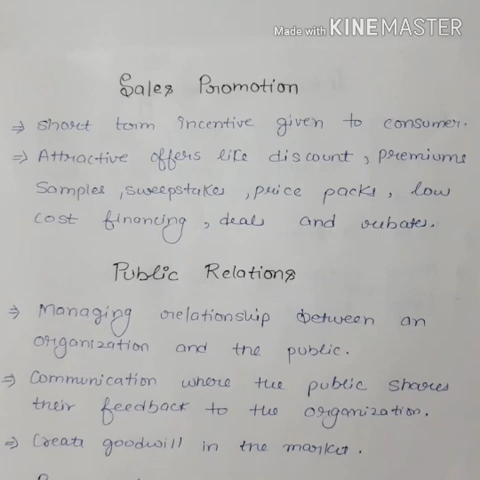 Made with KINEMASTER
Sales Promotion
⇒ Short term incentive given to consumer.
⇒ Attractive offers like discount, premiums
Samples, sweepstakes, price packs, low
cost financing, deals and rebates.
Public Relations
⇒ Managing relationship between an
organization and the public.
⇒ Communication where the public shares
their feedback to the organization.
⇒ Create goodwill in the market.